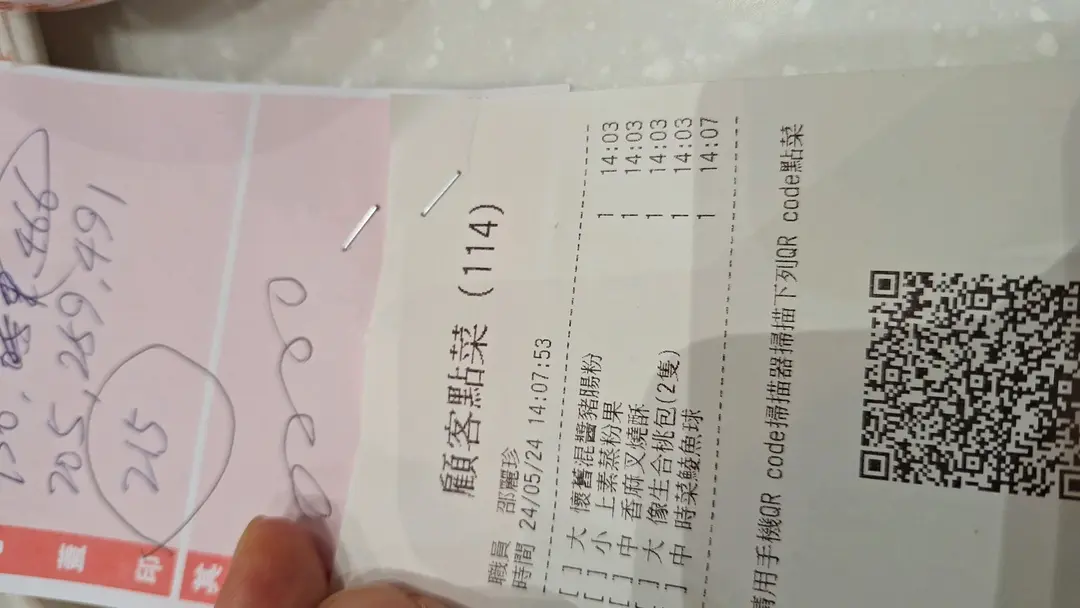 466
205, 259, 491
215
直
印
其
顧客點菜 (114)
職員 邵麗珍
時間 24/05/24 14:07:53
[ ] 大 懷舊混醬豬腸粉 1 14:03
[ ] 小 上素蒸粉果 1 14:03
[ ] 中 香麻叉燒酥 1 14:03
[ ] 大 像生合桃包(2隻) 1 14:03
[ ] 中 時菜鯪魚球 1 14:07
請用手機QR code掃描器掃描下列QR code點菜